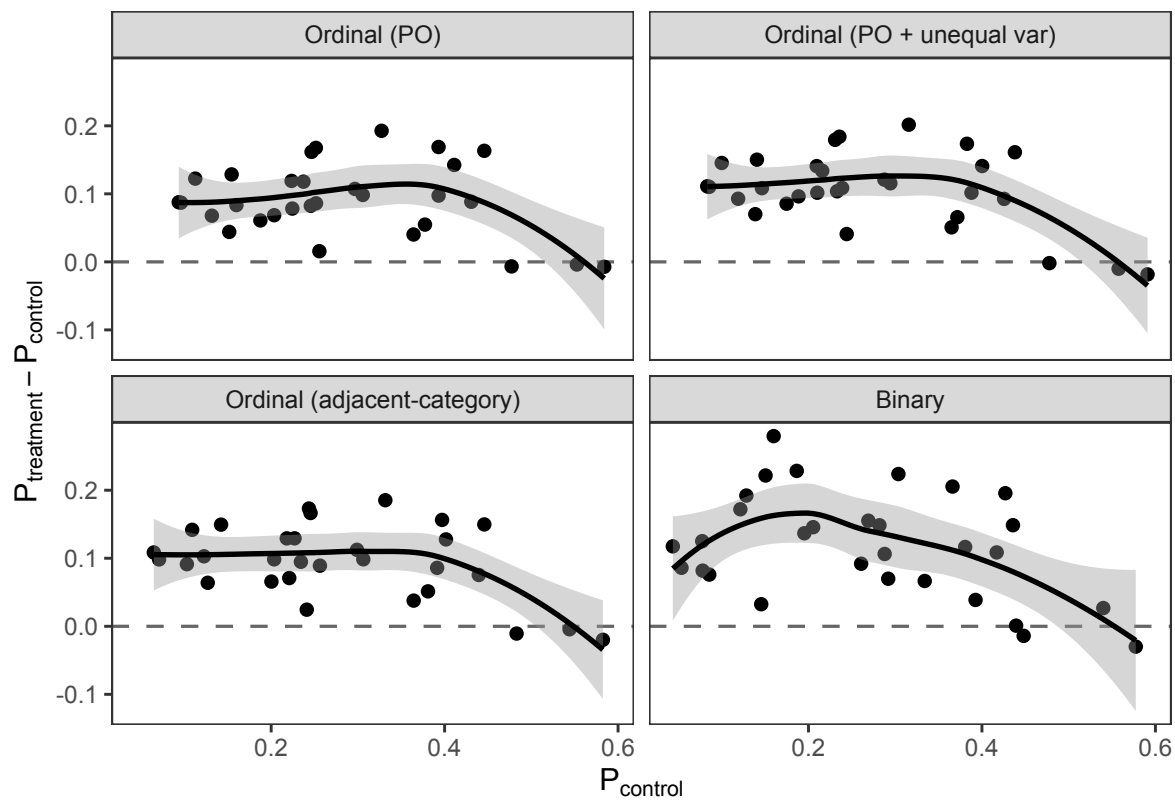 Ordinal (PO)
Ordinal (PO + unequal var)
0.2
0.1
0.0
-0.1
Ordinal (adjacent-category)
Binary
0.2
0.1
0.0
-0.1
0.2
0.4
0.6
0.2
0.4
0.6
Pcontrol
Ptreatment − Pcontrol